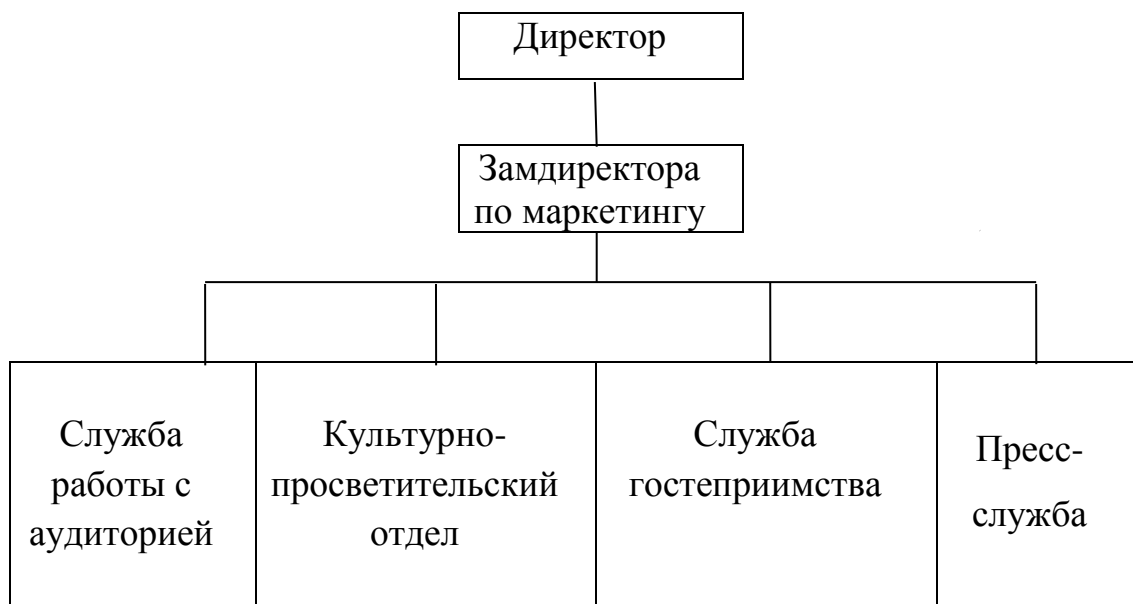 Директор
Замдиректора
по маркетингу
Служба
работы с
аудиторией
Культурно-
просветительский
отдел
Служба
гостеприимства
Пресс-
служба